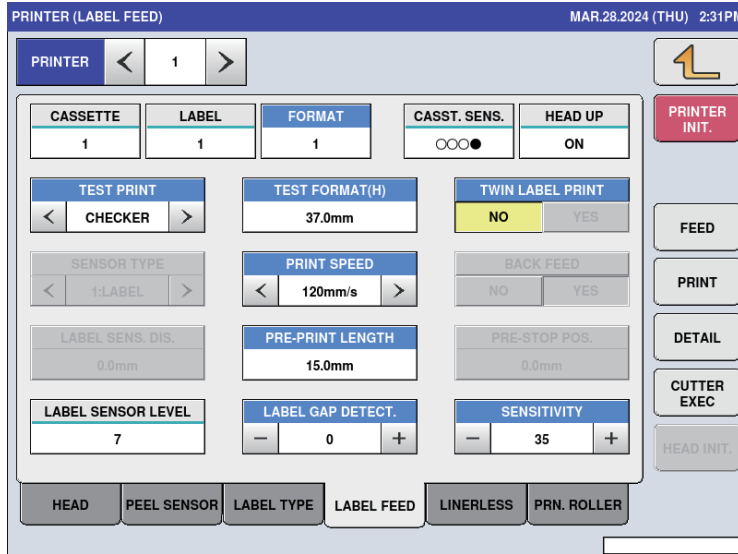 PRINTER (LABEL FEED)
MAR.28.2024 (THU) 2:31PM
PRINTER
1
CASSETTE
1
LABEL
1
FORMAT
1
CASST. SENS.
○○○●
HEAD UP
ON
PRINTER
INIT.
TEST PRINT
CHECKER
TEST FORMAT(H)
37.0mm
TWIN LABEL PRINT
NO YES
FEED
SENSOR TYPE
1:LABEL
PRINT SPEED
120mm/s
BACK FEED
NO YES
PRINT
LABEL SENS. DIS.
0.0mm
PRE-PRINT LENGTH
15.0mm
PRE-STOP POS.
0.0mm
DETAIL
CUTTER
EXEC
LABEL SENSOR LEVEL
7
LABEL GAP DETECT.
− 0 +
SENSITIVITY
− 35 +
HEAD INIT.
HEAD
PEEL SENSOR
LABEL TYPE
LABEL FEED
LINERLESS
PRN. ROLLER